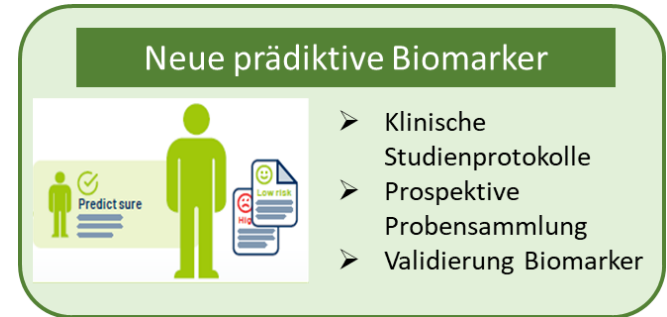 Neue prädiktive Biomarker
Predict sure
Low risk
➢ Klinische
Studienprotokolle
➢ Prospektive
Probensammlung
➢ Validierung Biomarker